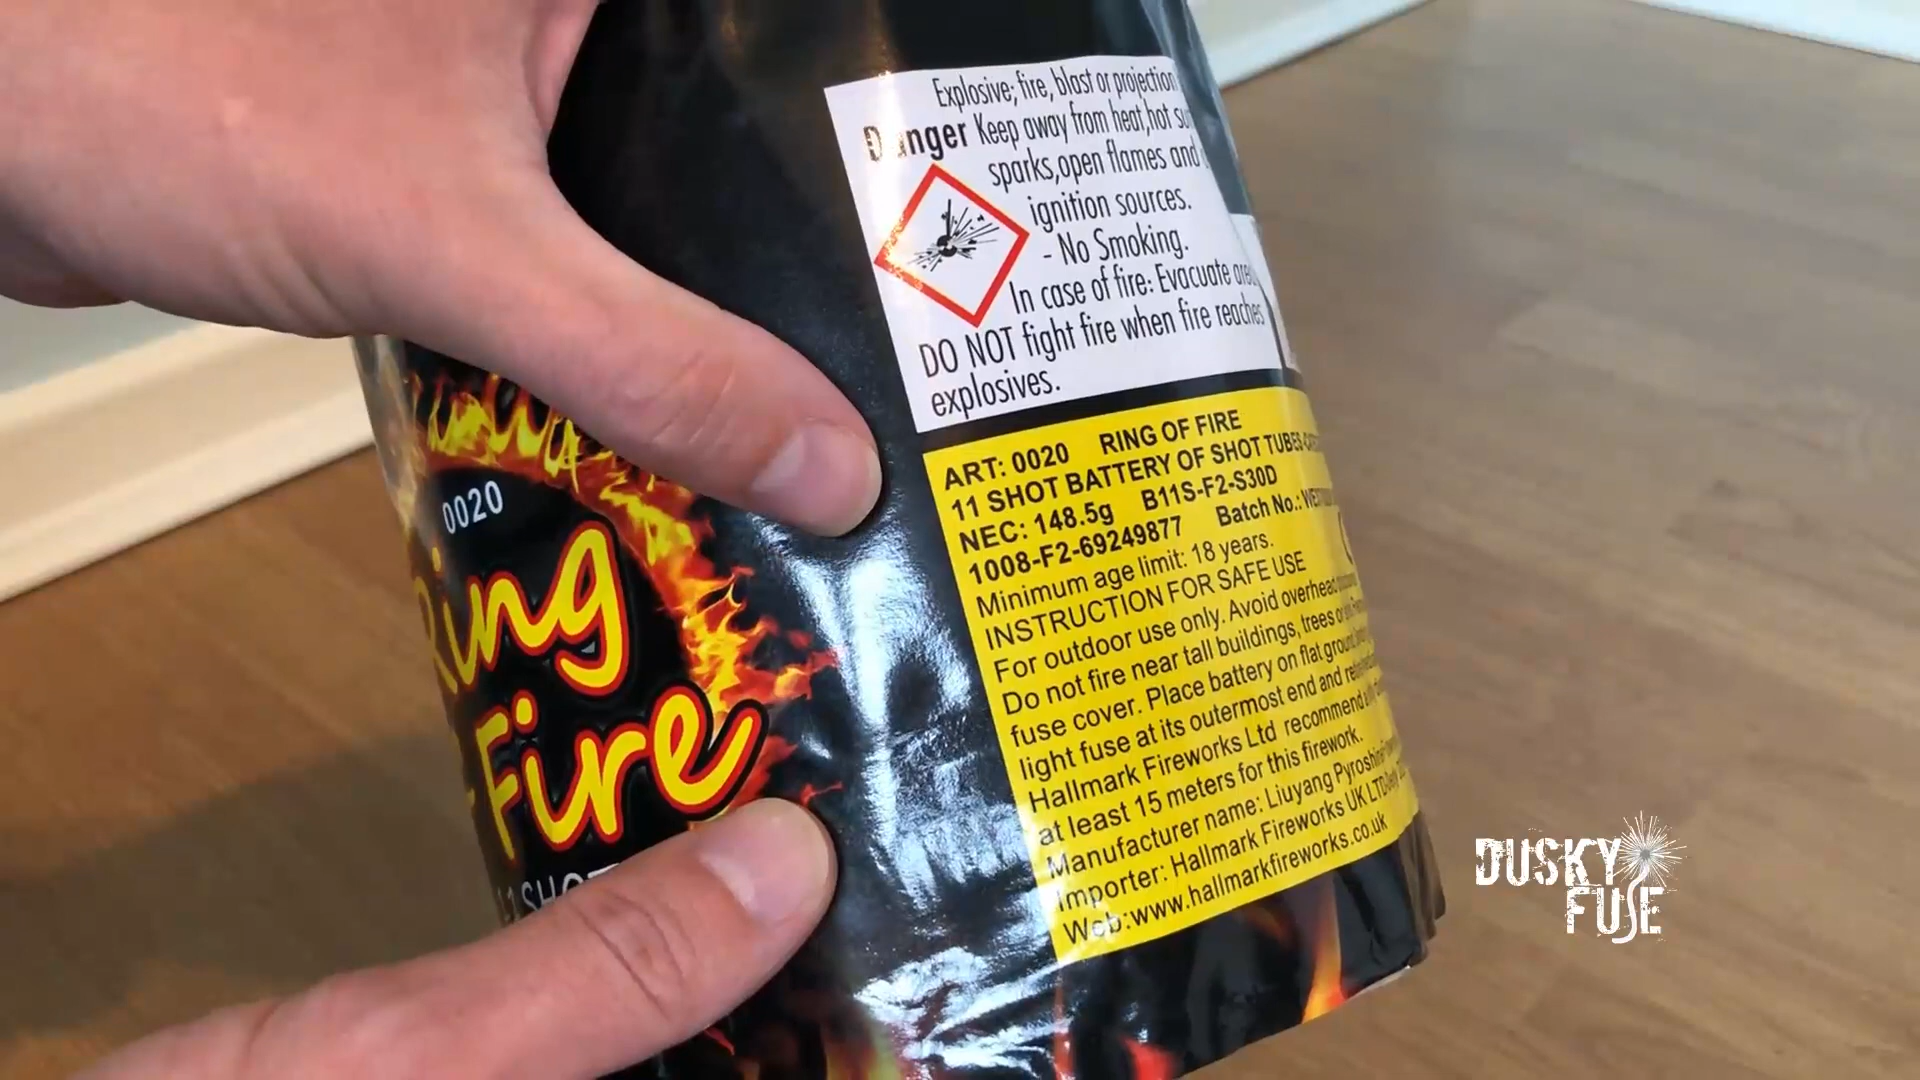 Explosive; fire, blast or projection
Danger Keep away from heat, hot
sparks, open flames and
ignition sources.
- No Smoking.
In case of fire: Evacuate area
DO NOT fight fire when fire reaches
explosives.
ART: 0020 RING OF FIRE
11 SHOT BATTERY OF SHOT TUBES
NEC: 148.5g B11S-F2-S30D
1008-F2-69249877 Batch No.:
Minimum age limit: 18 years.
INSTRUCTION FOR SAFE USE
For outdoor use only. Avoid overhead
Do not fire near tall buildings, trees or
fuse cover. Place battery on flat ground,
light fuse at its outermost end and
Hallmark Fireworks Ltd recommend
at least 15 meters for this firework.
Manufacturer name: Liuyang Pyroshine
Importer: Hallmark Fireworks UK LTD
Web:www.hallmarkfireworks.co.uk
0020
Ring
Fire
SHOT
DUSKY
FUSE